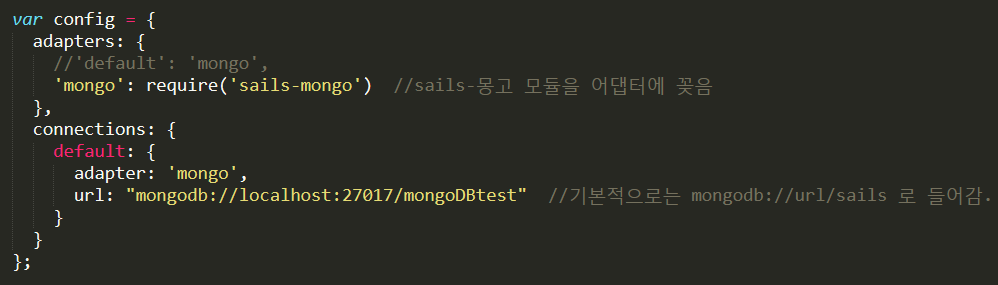 var config = {
  adapters: {
    //'default': 'mongo',
    'mongo': require('sails-mongo')  //sails-몽고 모듈을 어댑터에 꽂음
  },
  connections: {
    default: {
      adapter: 'mongo',
      url: "mongodb://localhost:27017/mongoDBtest"  //기본적으로는 mongodb://url/sails 로 들어감.
    }
  }
};